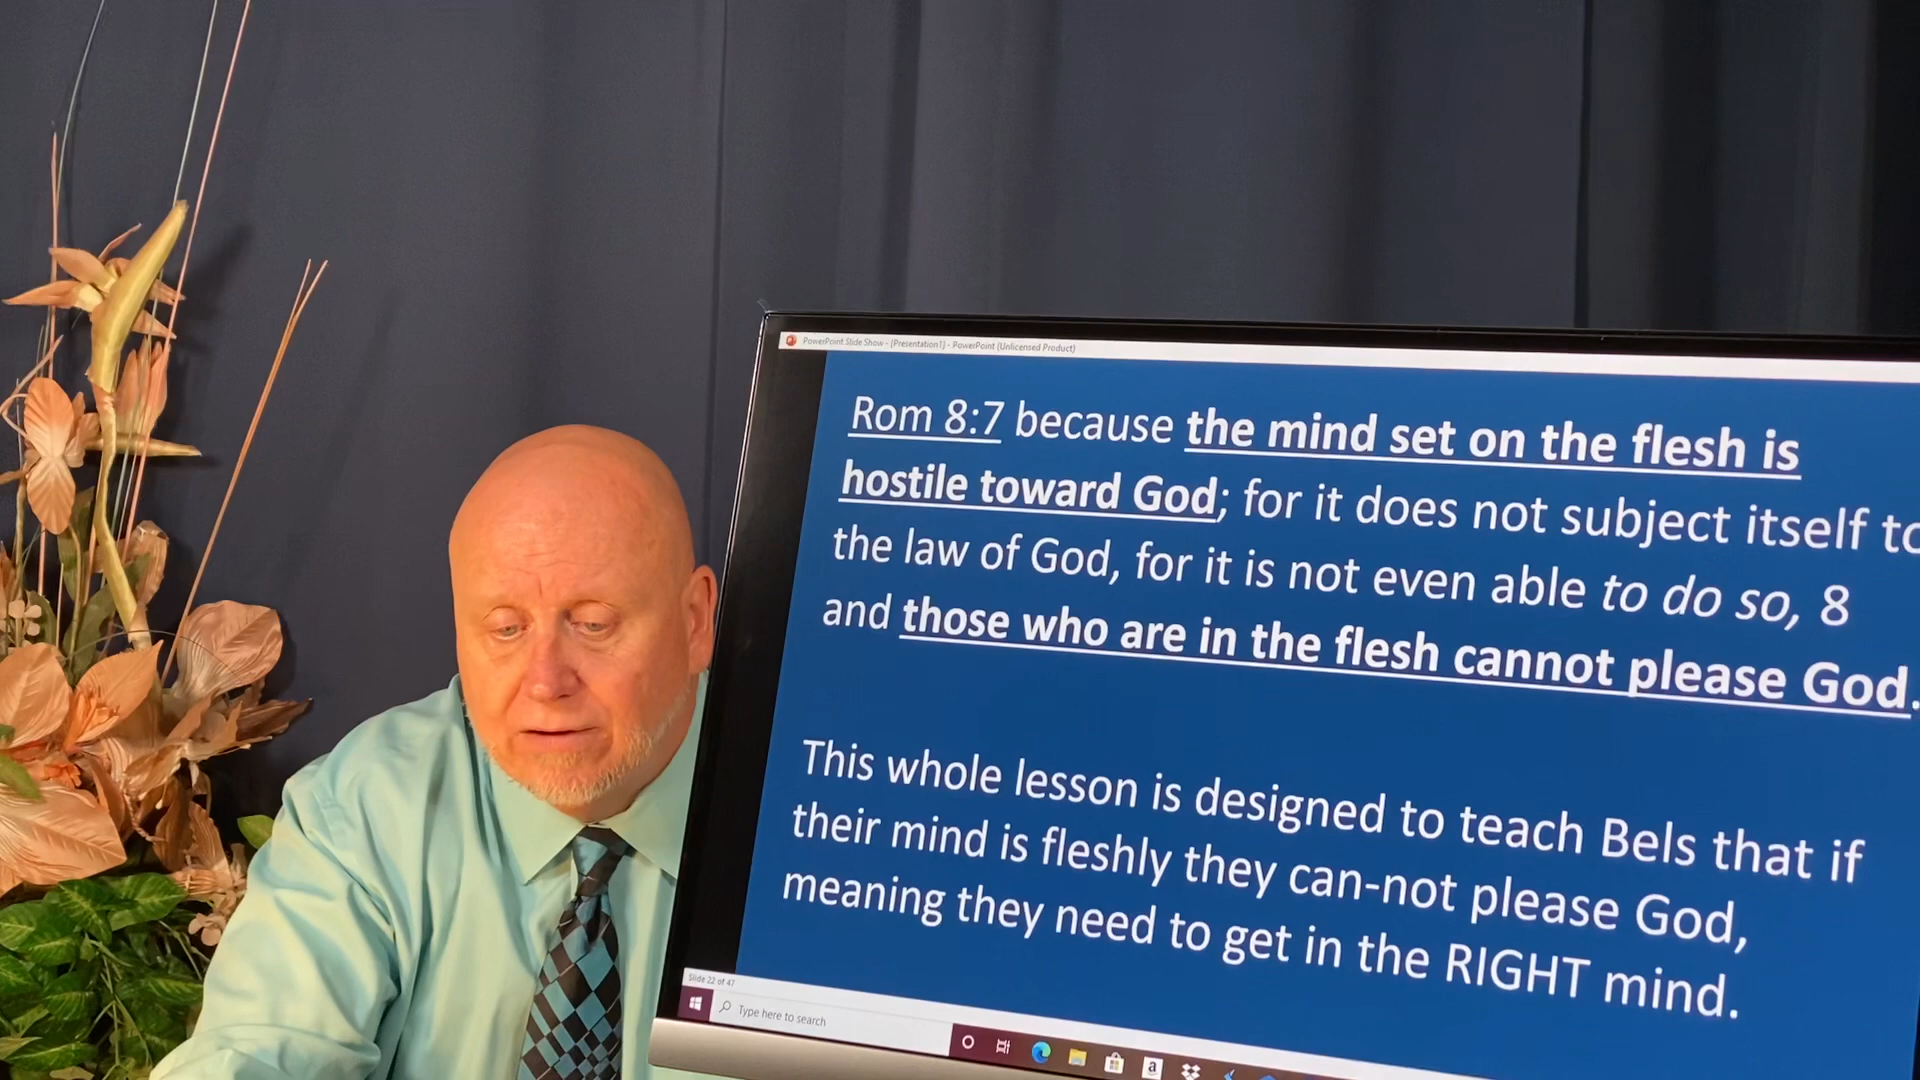 PowerPoint Slide Show - [Presentation1] - PowerPoint (Unlicensed Product)
Rom 8:7 because the mind set on the flesh is
hostile toward God; for it does not subject itself to
the law of God, for it is not even able to do so, 8
and those who are in the flesh cannot please God.
This whole lesson is designed to teach Bels that if
their mind is fleshly they can-not please God,
meaning they need to get in the RIGHT mind.
Slide 22 of 47
Type here to search
a